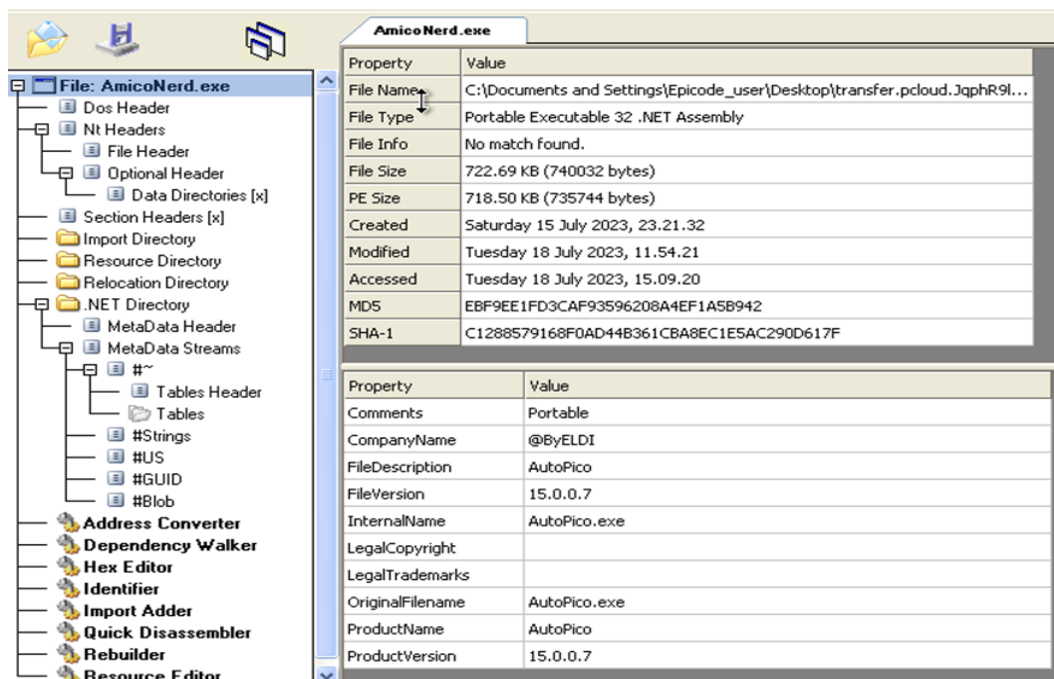 AmicoNerd.exe
File: AmicoNerd.exe
Dos Header
Nt Headers
File Header
Optional Header
Data Directories [x]
Section Headers [x]
Import Directory
Resource Directory
Relocation Directory
.NET Directory
MetaData Header
MetaData Streams
#~
Tables Header
Tables
#Strings
#US
#GUID
#Blob
Address Converter
Dependency Walker
Hex Editor
Identifier
Import Adder
Quick Disassembler
Rebuilder
Resource Editor
Property Value
File Name C:\Documents and Settings\Epicode_user\Desktop\transfer.pcloud.JqphR9l...
File Type Portable Executable 32 .NET Assembly
File Info No match found.
File Size 722.69 KB (740032 bytes)
PE Size 718.50 KB (735744 bytes)
Created Saturday 15 July 2023, 23.21.32
Modified Tuesday 18 July 2023, 11.54.21
Accessed Tuesday 18 July 2023, 15.09.20
MD5 EBF9EE1FD3CAF93596208A4EF1A5B942
SHA-1 C1288579168F0AD44B361CBA8EC1E5AC290D617F
Property Value
Comments Portable
CompanyName @ByELDI
FileDescription AutoPico
FileVersion 15.0.0.7
InternalName AutoPico.exe
LegalCopyright
LegalTrademarks
OriginalFilename AutoPico.exe
ProductName AutoPico
ProductVersion 15.0.0.7